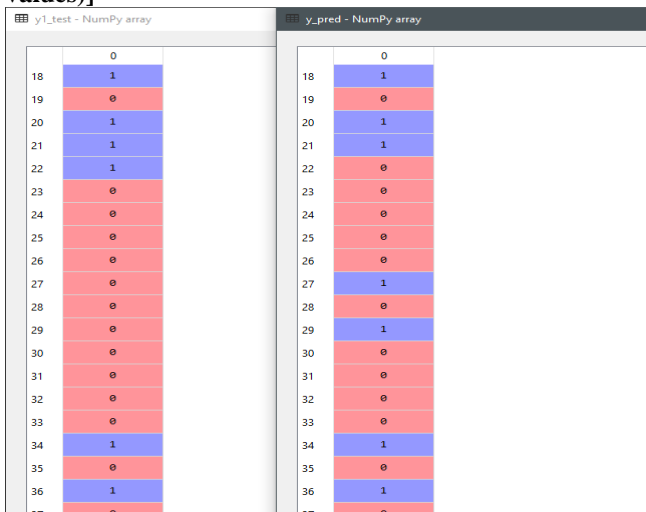 values)]
y1_test - NumPy array y_pred - NumPy array
0 0
18 1 18 1
19 0 19 0
20 1 20 1
21 1 21 1
22 1 22 0
23 0 23 0
24 0 24 0
25 0 25 0
26 0 26 0
27 0 27 1
28 0 28 0
29 0 29 1
30 0 30 0
31 0 31 0
32 0 32 0
33 0 33 0
34 1 34 1
35 0 35 0
36 1 36 1